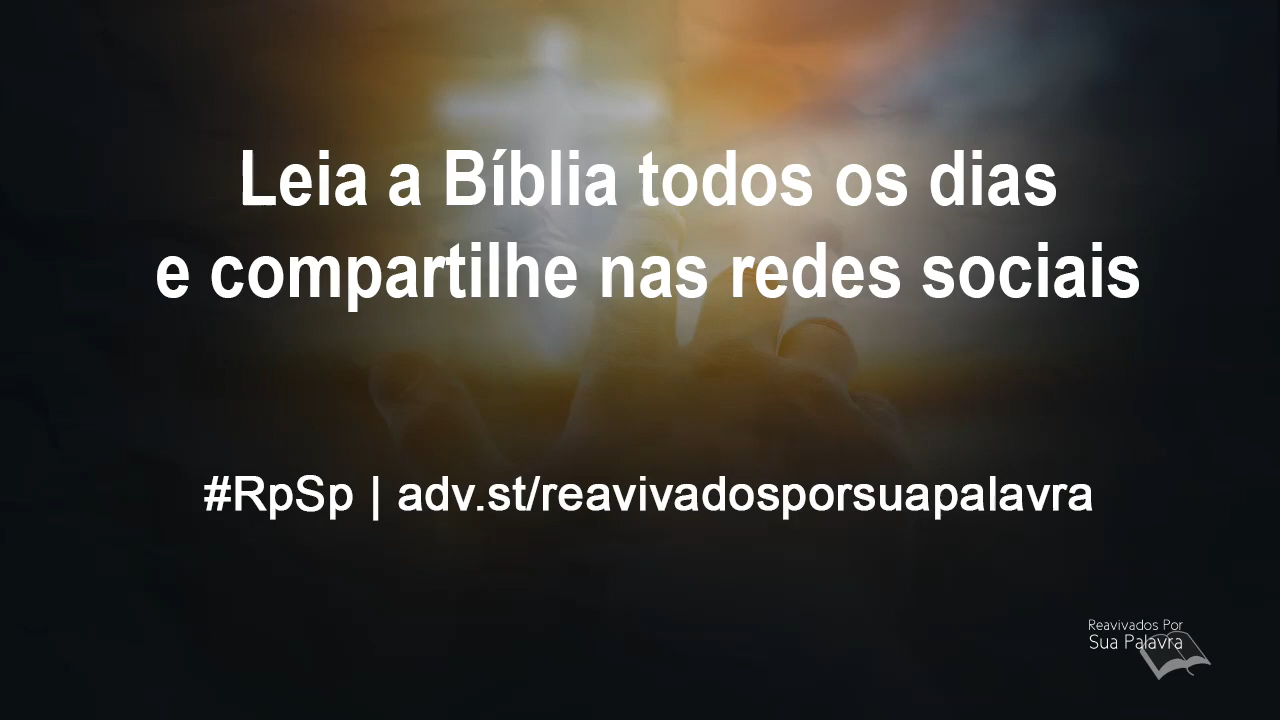 Leia a Bíblia todos os dias
e compartilhe nas redes sociais
#RpSp | adv.st/reavivadosporsuapalavra
Reavivados Por
Sua Palavra